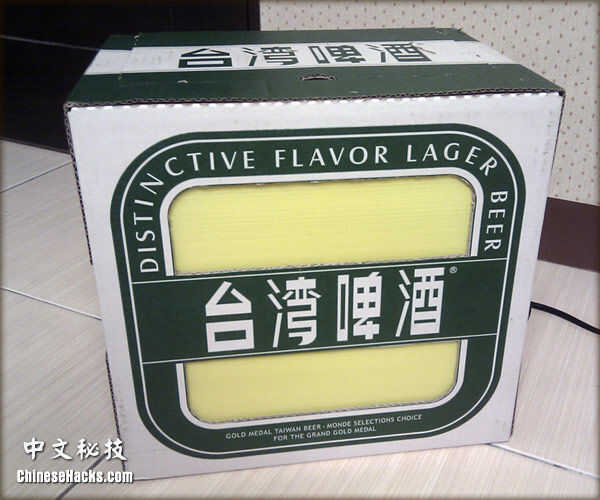 台湾啤酒
DISTINCTIVE FLAVOR LAGER BEER
台湾啤酒®
GOLD MEDAL TAIWAN BEER · MONDE SELECTIONS CHOICE
FOR THE GRAND GOLD MEDAL
中文秘技
ChineseHacks.com